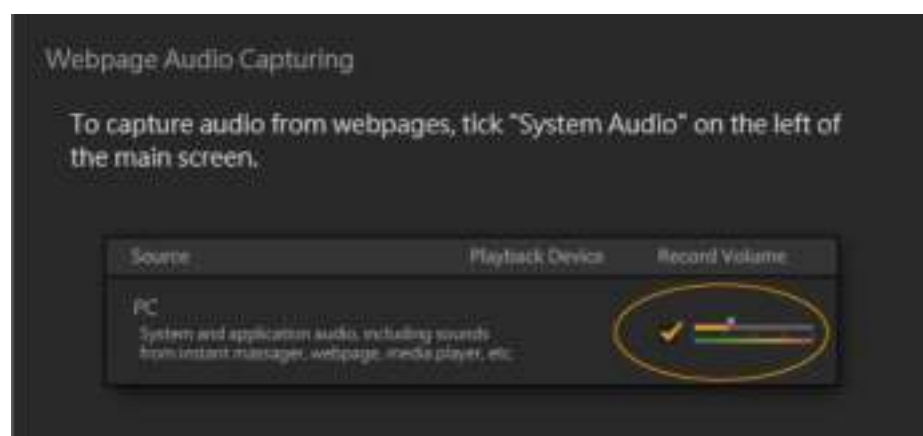 Webpage Audio Capturing
To capture audio from webpages, tick "System Audio" on the left of
the main screen.
Source Playback Device Record Volume
PC
System and application audio, including sounds
from instant massager, webpage, media player, etc.